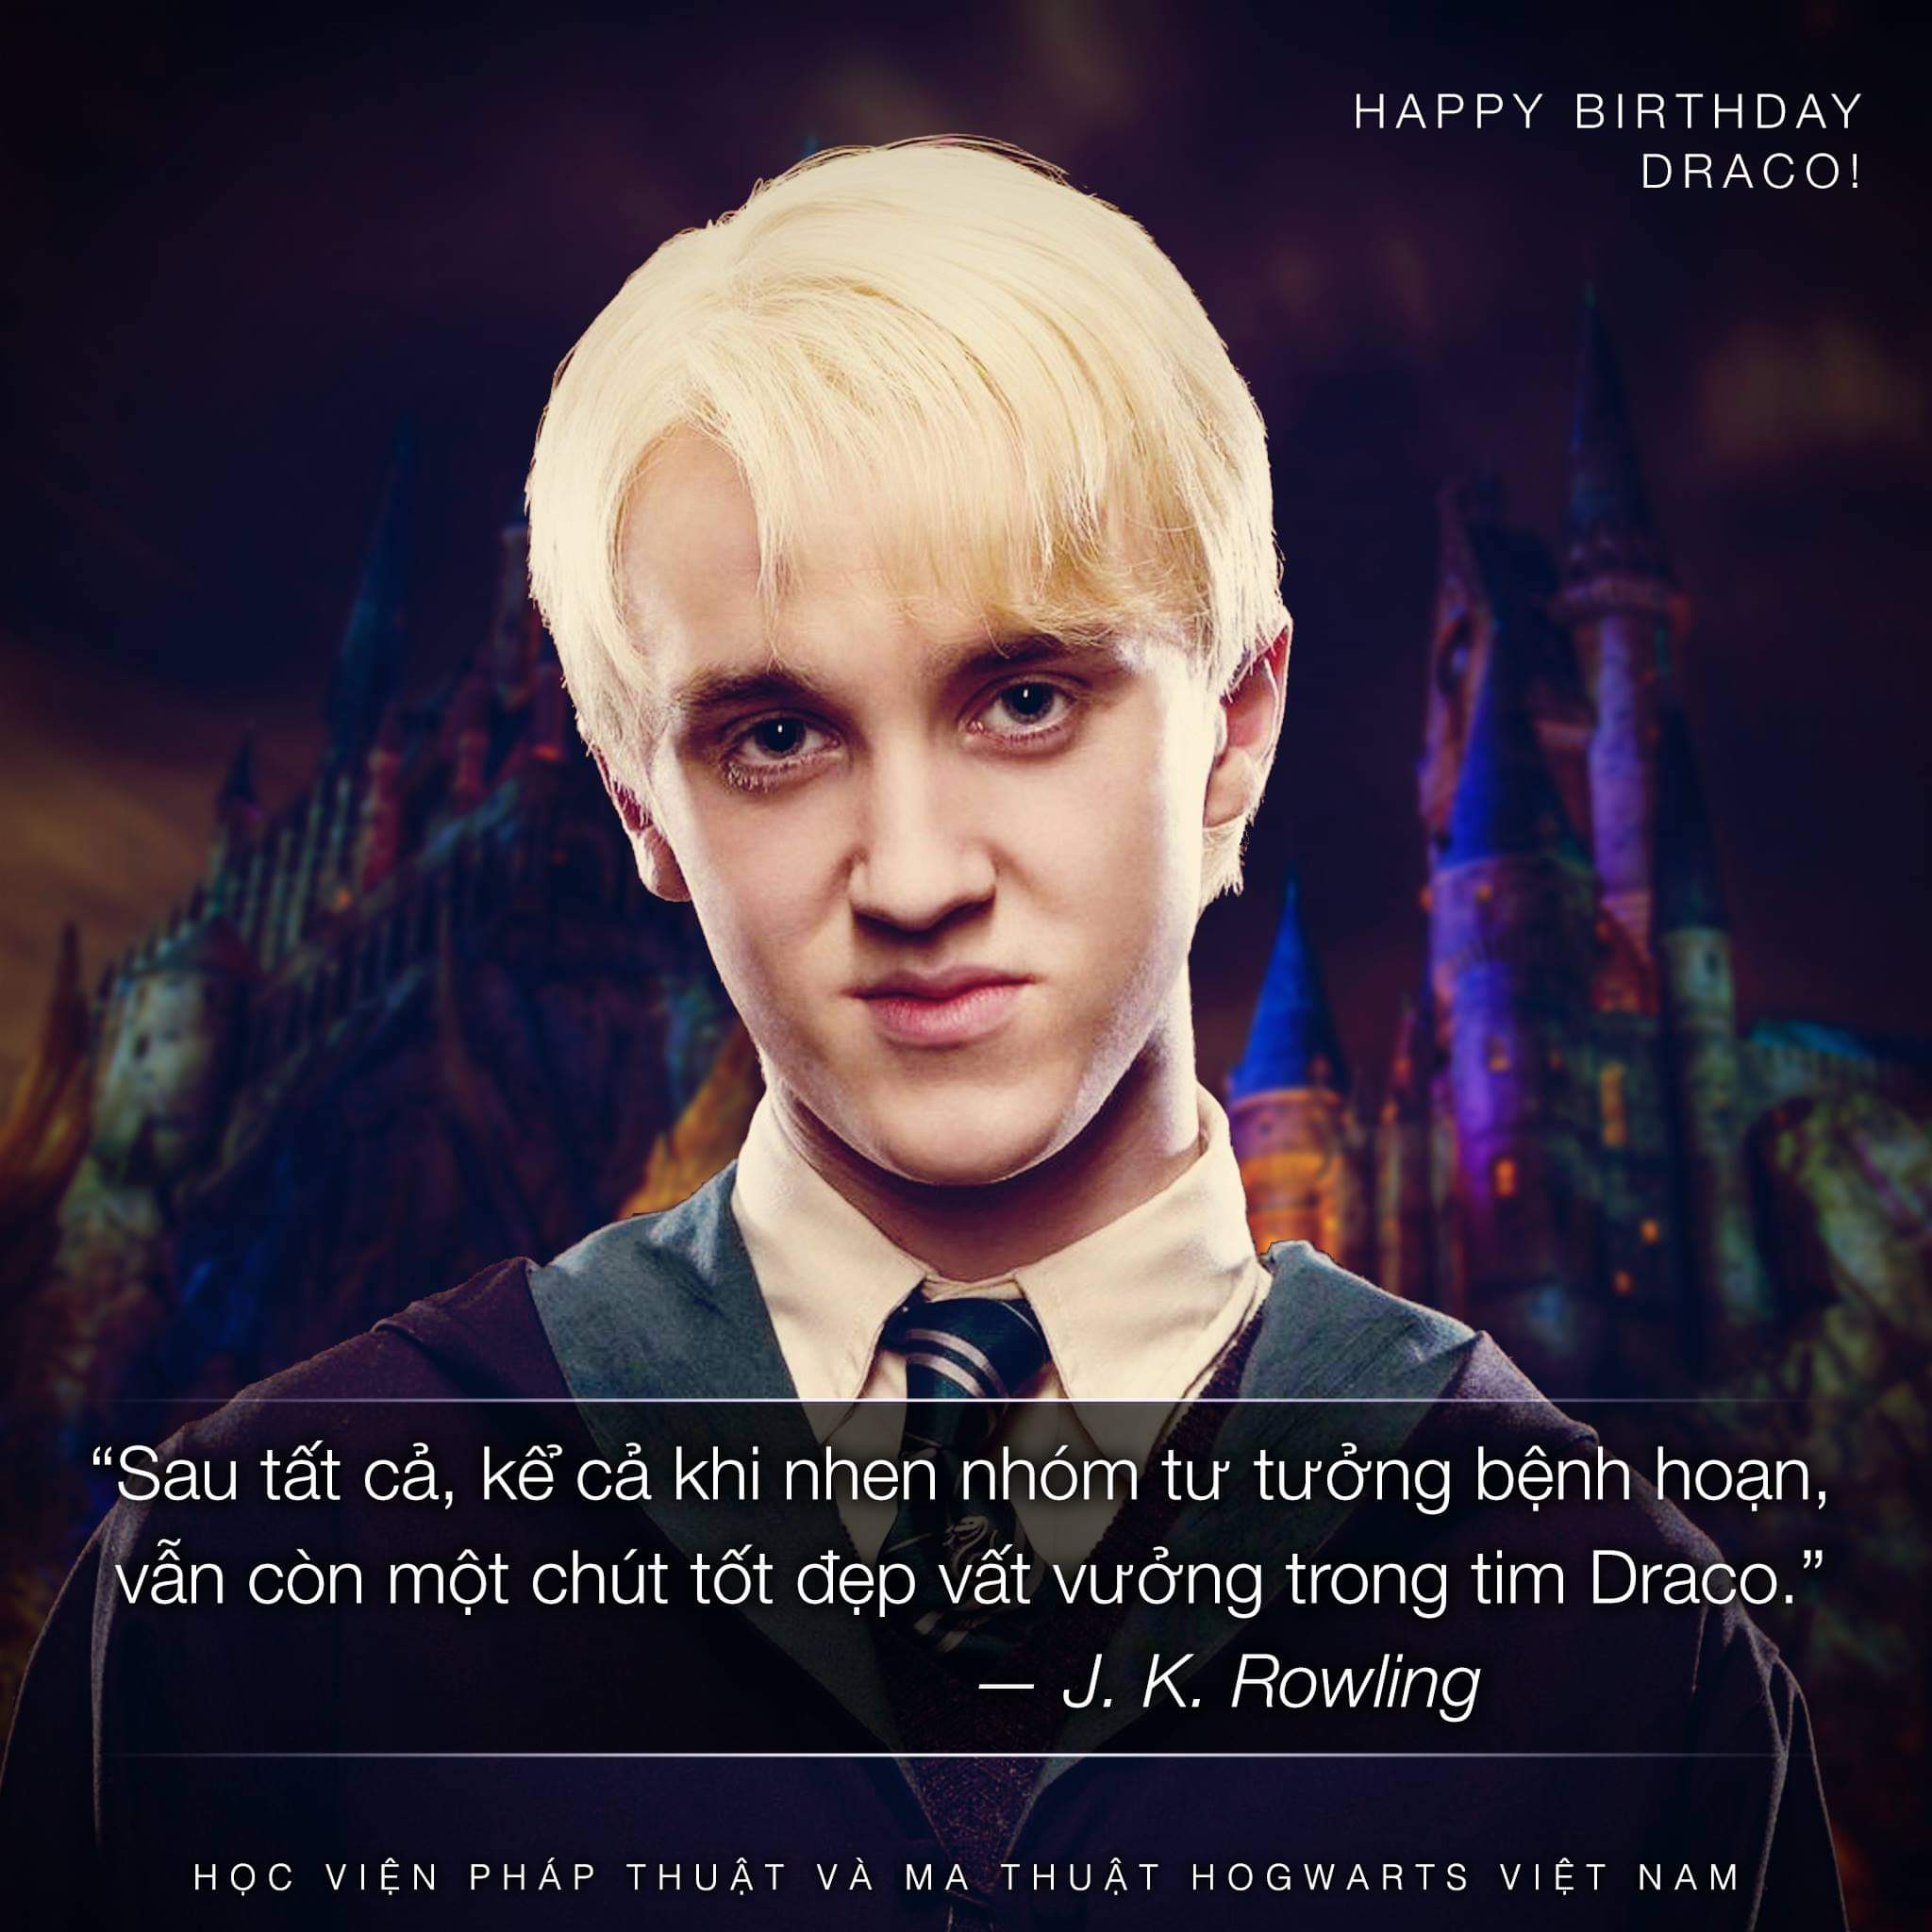 HAPPY BIRTHDAY
DRACO!
“Sau tất cả, kể cả khi nhen nhóm tư tưởng bệnh hoạn,
vẫn còn một chút tốt đẹp vất vưởng trong tim Draco.”
— J. K. Rowling
HỌC VIỆN PHÁP THUẬT VÀ MA THUẬT HOGWARTS VIỆT NAM